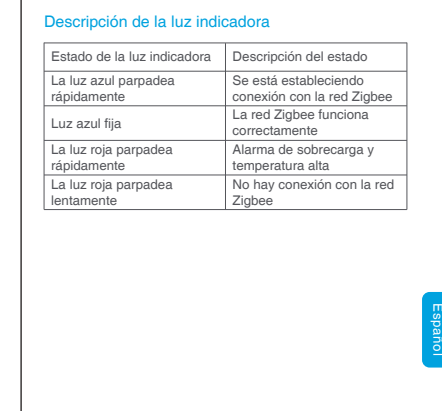 Descripción de la luz indicadora
Estado de la luz indicadora
Descripción del estado
La luz azul parpadea
rápidamente
Se está estableciendo
conexión con la red Zigbee
Luz azul fija
La red Zigbee funciona
correctamente
La luz roja parpadea
rápidamente
Alarma de sobrecarga y
temperatura alta
La luz roja parpadea
lentamente
No hay conexión con la red
Zigbee
Español